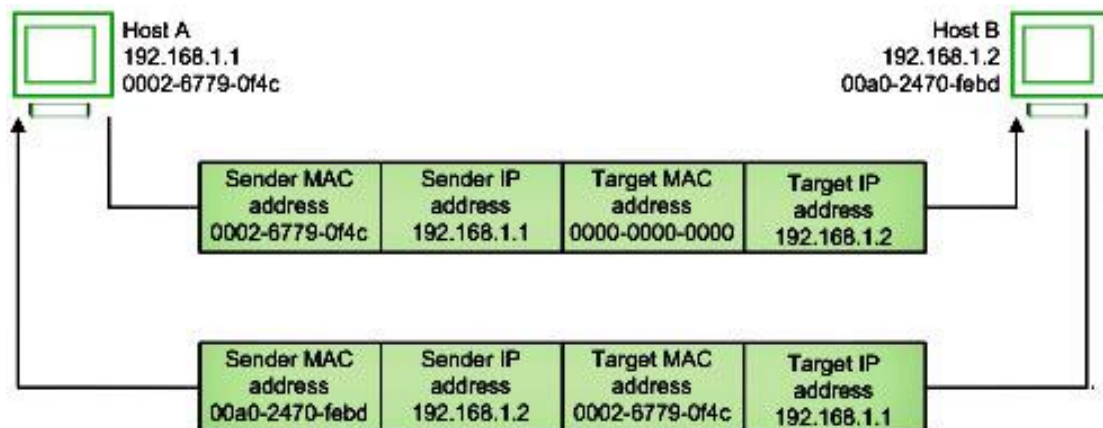 Host A
192.168.1.1
0002-6779-0f4c
Host B
192.168.1.2
00a0-2470-febd
Sender MAC
address
0002-6779-0f4c
Sender IP
address
192.168.1.1
Target MAC
address
0000-0000-0000
Target IP
address
192.168.1.2
Sender MAC
address
00a0-2470-febd
Sender IP
address
192.168.1.2
Target MAC
address
0002-6779-0f4c
Target IP
address
192.168.1.1